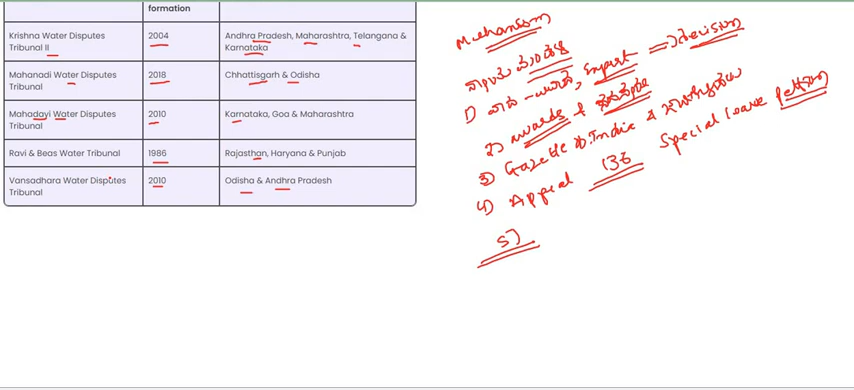 formation
Krishna Water Disputes
Tribunal II
2004
Andhra Pradesh, Maharashtra, Telangana &
Karnataka
Mahanadi Water Disputes
Tribunal
2018
Chhattisgarh & Odisha
Mahadayi Water Disputes
Tribunal
2010
Karnataka, Goa & Maharashtra
Ravi & Beas Water Tribunal
1986
Rajasthan, Haryana & Punjab
Vansadhara Water Disputes
Tribunal
2010
Odisha & Andhra Pradesh
Mechanism
1) ವಾದ - , Expert => decision
2) awards &
3) Gazette of India &
4) Appeal 136 Special leave petition
5)